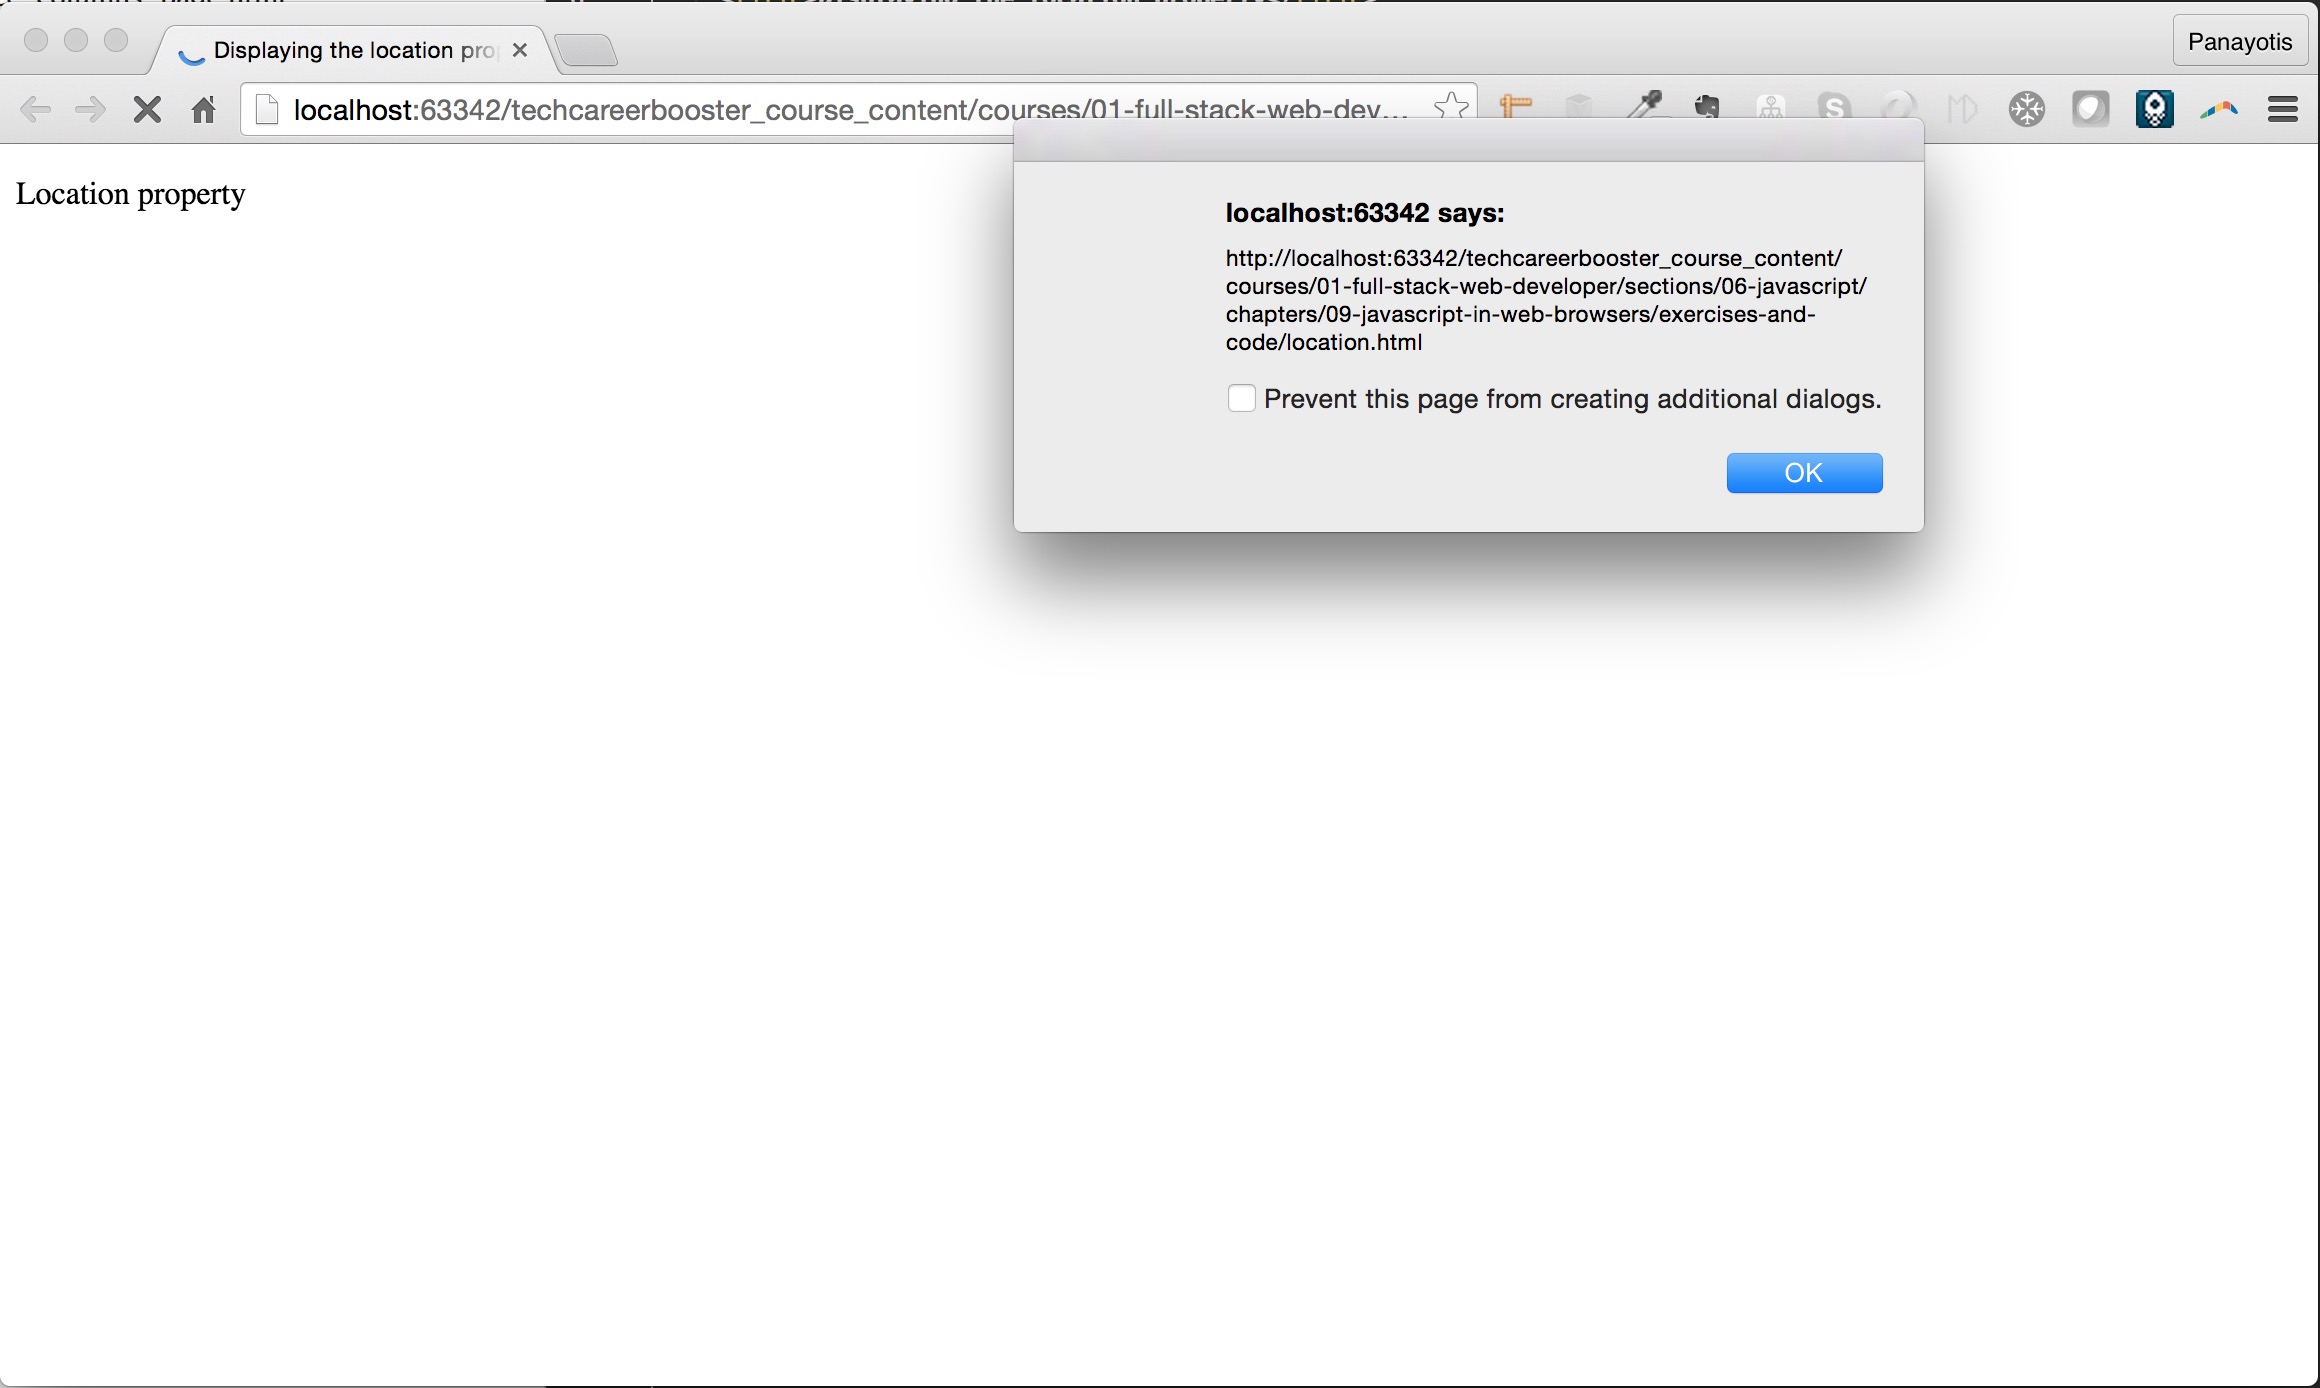 Displaying the location prop
Panayotis
localhost:63342/techcareerbooster_course_content/courses/01-full-stack-web-dev...
Location property
localhost:63342 says:
http://localhost:63342/techcareerbooster_course_content/
courses/01-full-stack-web-developer/sections/06-javascript/
chapters/09-javascript-in-web-browsers/exercises-and-
code/location.html
Prevent this page from creating additional dialogs.
OK